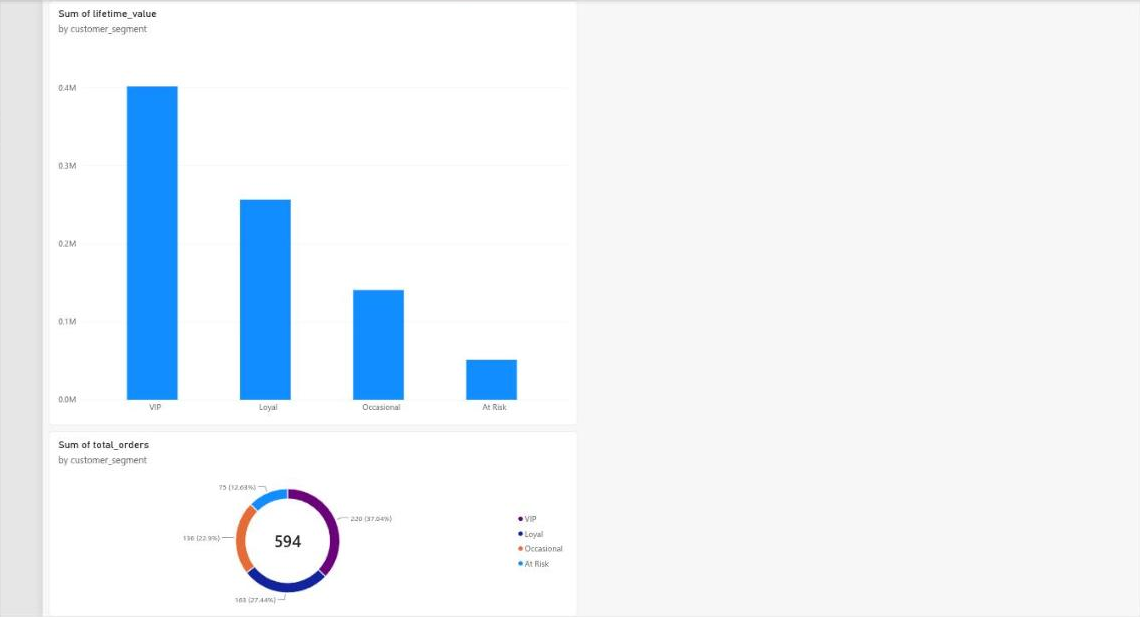 Sum of lifetime_value
by customer_segment
0.4M
0.3M
0.2M
0.1M
0.0M
VIP
Loyal
Occasional
At Risk
Sum of total_orders
by customer_segment
75 (12.63%)
220 (37.04%)
136 (22.9%)
594
163 (27.44%)
VIP
Loyal
Occasional
At Risk